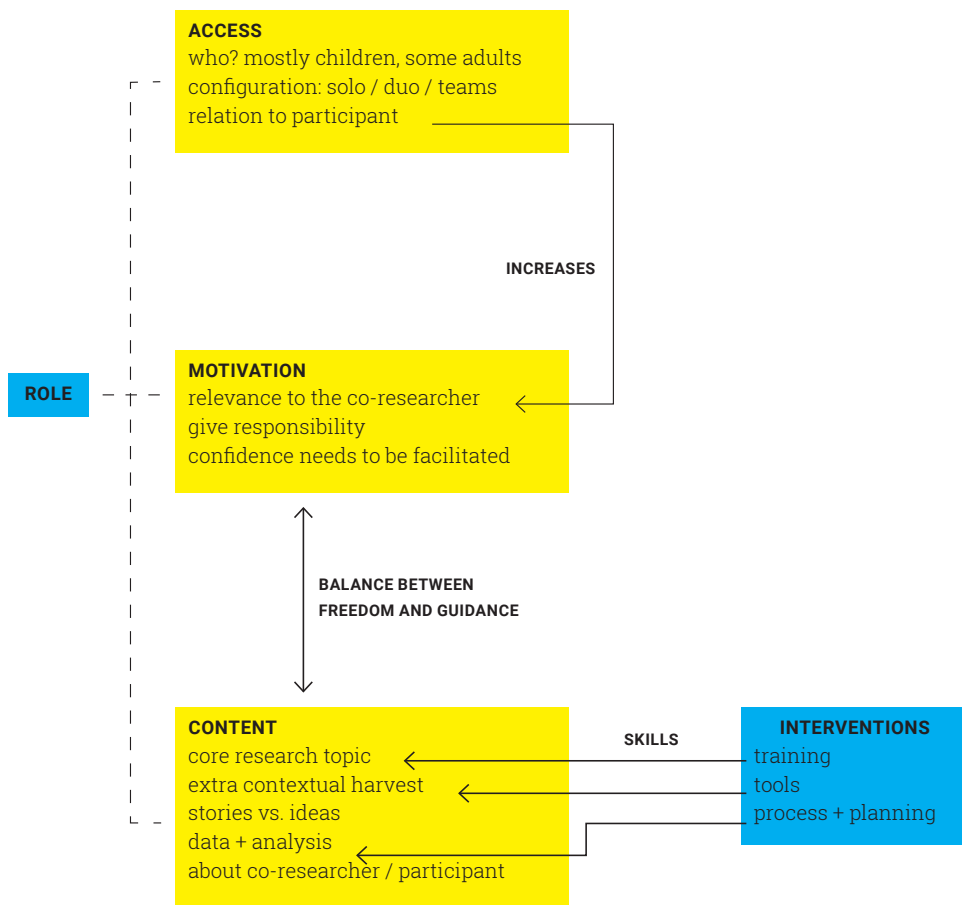 ACCESS
who? mostly children, some adults
configuration: solo / duo / teams
relation to participant
INCREASES
ROLE
MOTIVATION
relevance to the co-researcher
give responsibility
confidence needs to be facilitated
BALANCE BETWEEN
FREEDOM AND GUIDANCE
CONTENT
core research topic
extra contextual harvest
stories vs. ideas
data + analysis
about co-researcher / participant
SKILLS
INTERVENTIONS
training
tools
process + planning